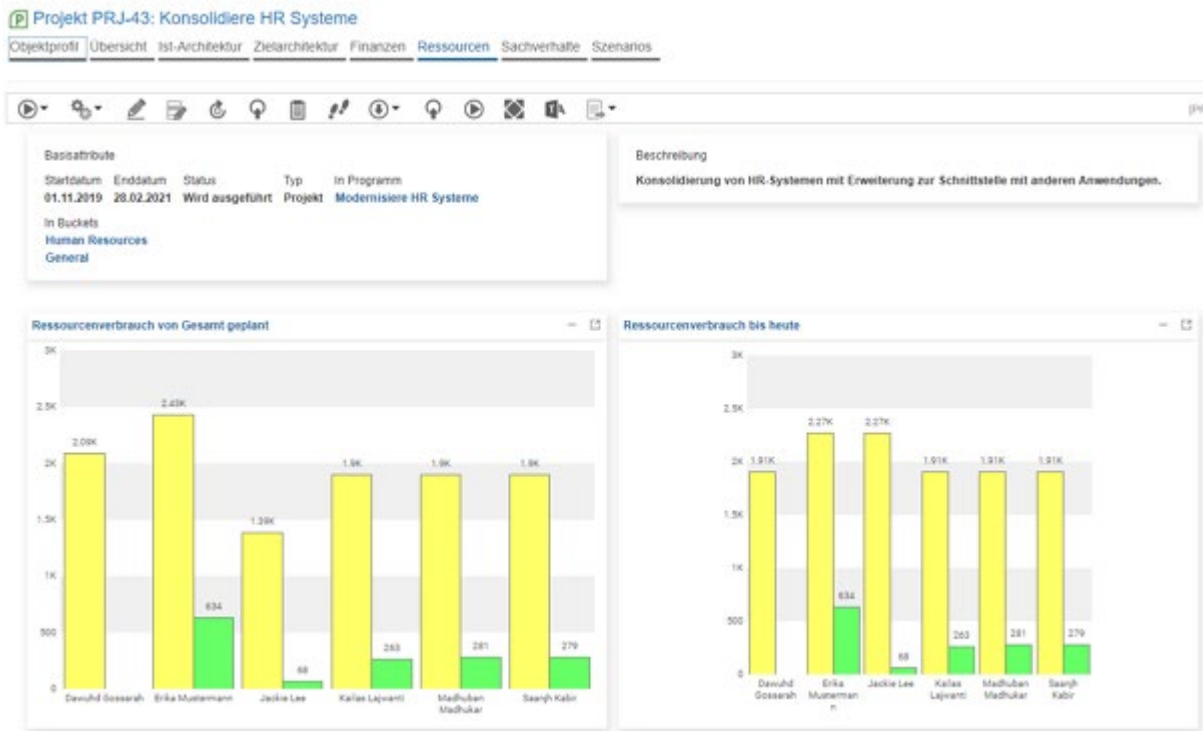 Projekt PRJ-43: Konsolidiere HR Systeme
Objektprofil Übersicht Ist-Architektur Zielarchitektur Finanzen Ressourcen Sachverhalte Szenarios
Basisattribute
Startdatum Enddatum Status Typ In Programm
01.11.2019 28.02.2021 Wird ausgeführt Projekt Modernisiere HR Systeme
In Buckets
Human Resources
General
Beschreibung
Konsolidierung von HR-Systemen mit Erweiterung zur Schnittstelle mit anderen Anwendungen.
Ressourcenverbrauch von Gesamt geplant
3K
2.5K
2K
1.5K
1K
500
0
2.09K
2.43K
634
1.39K
68
1.9K
263
1.9K
281
1.9K
279
Dawuhd Gossarah Erika Mustermann Jackie Lee Kailas Lajwanti Madhuban Saanjh Kabir
Madhukar
Ressourcenverbrauch bis heute
3K
2.5K
2K
1.5K
1K
500
0
1.91K
2.27K
634
2.27K
68
1.91K
263
1.91K
281
1.91K
279
Dawuhd Erika Jackie Lee Kailas Madhuban Saanjh
Gossarah Musterman Lajwanti Madhukar Kabir
n